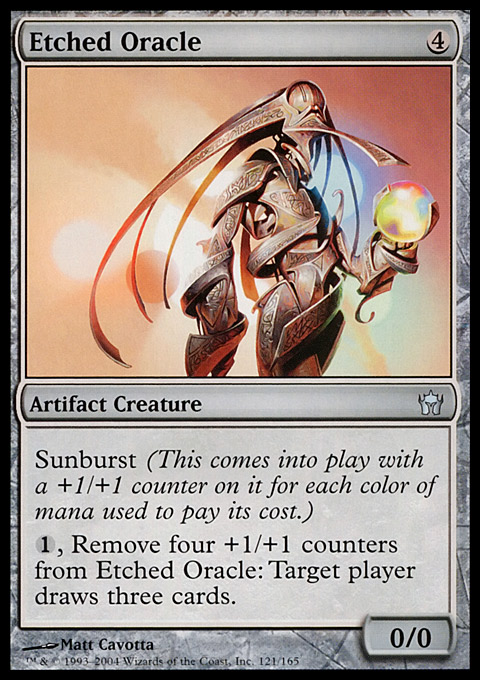 Etched Oracle 4
Artifact Creature
Sunburst (This comes into play with
a +1/+1 counter on it for each color of
mana used to pay its cost.)
1, Remove four +1/+1 counters
from Etched Oracle: Target player
draws three cards.
Matt Cavotta
0/0
™ & © 1993–2004 Wizards of the Coast, Inc. 121/165